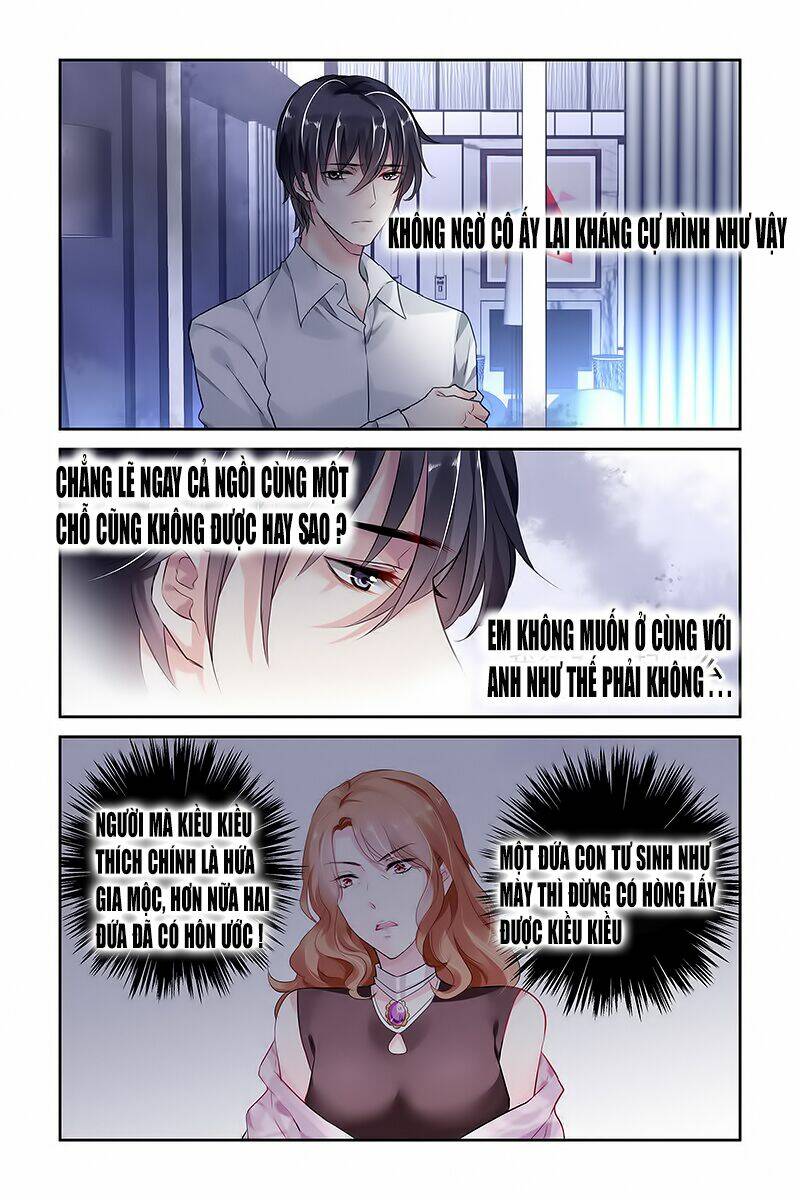 KHÔNG NGỜ CÔ ẤY LẠI KHÁNG CỰ MÌNH NHƯ VẬY
CHẲNG LẼ NGAY CẢ NGỒI CÙNG MỘT
CHỖ CŨNG KHÔNG ĐƯỢC HAY SAO ?
EM KHÔNG MUỐN Ở CÙNG VỚI
ANH NHƯ THẾ PHẢI KHÔNG . . .
NGƯỜI MÀ KIỀU KIỀU
THÍCH CHÍNH LÀ HỨA
GIA MỘC, HƠN NỮA HAI
ĐỨA ĐÃ CÓ HÔN ƯỚC !
MỘT ĐỨA CON TƯ SINH NHƯ
MÀY THÌ ĐỪNG CÓ HÒNG LẤY
ĐƯỢC KIỀU KIỀU